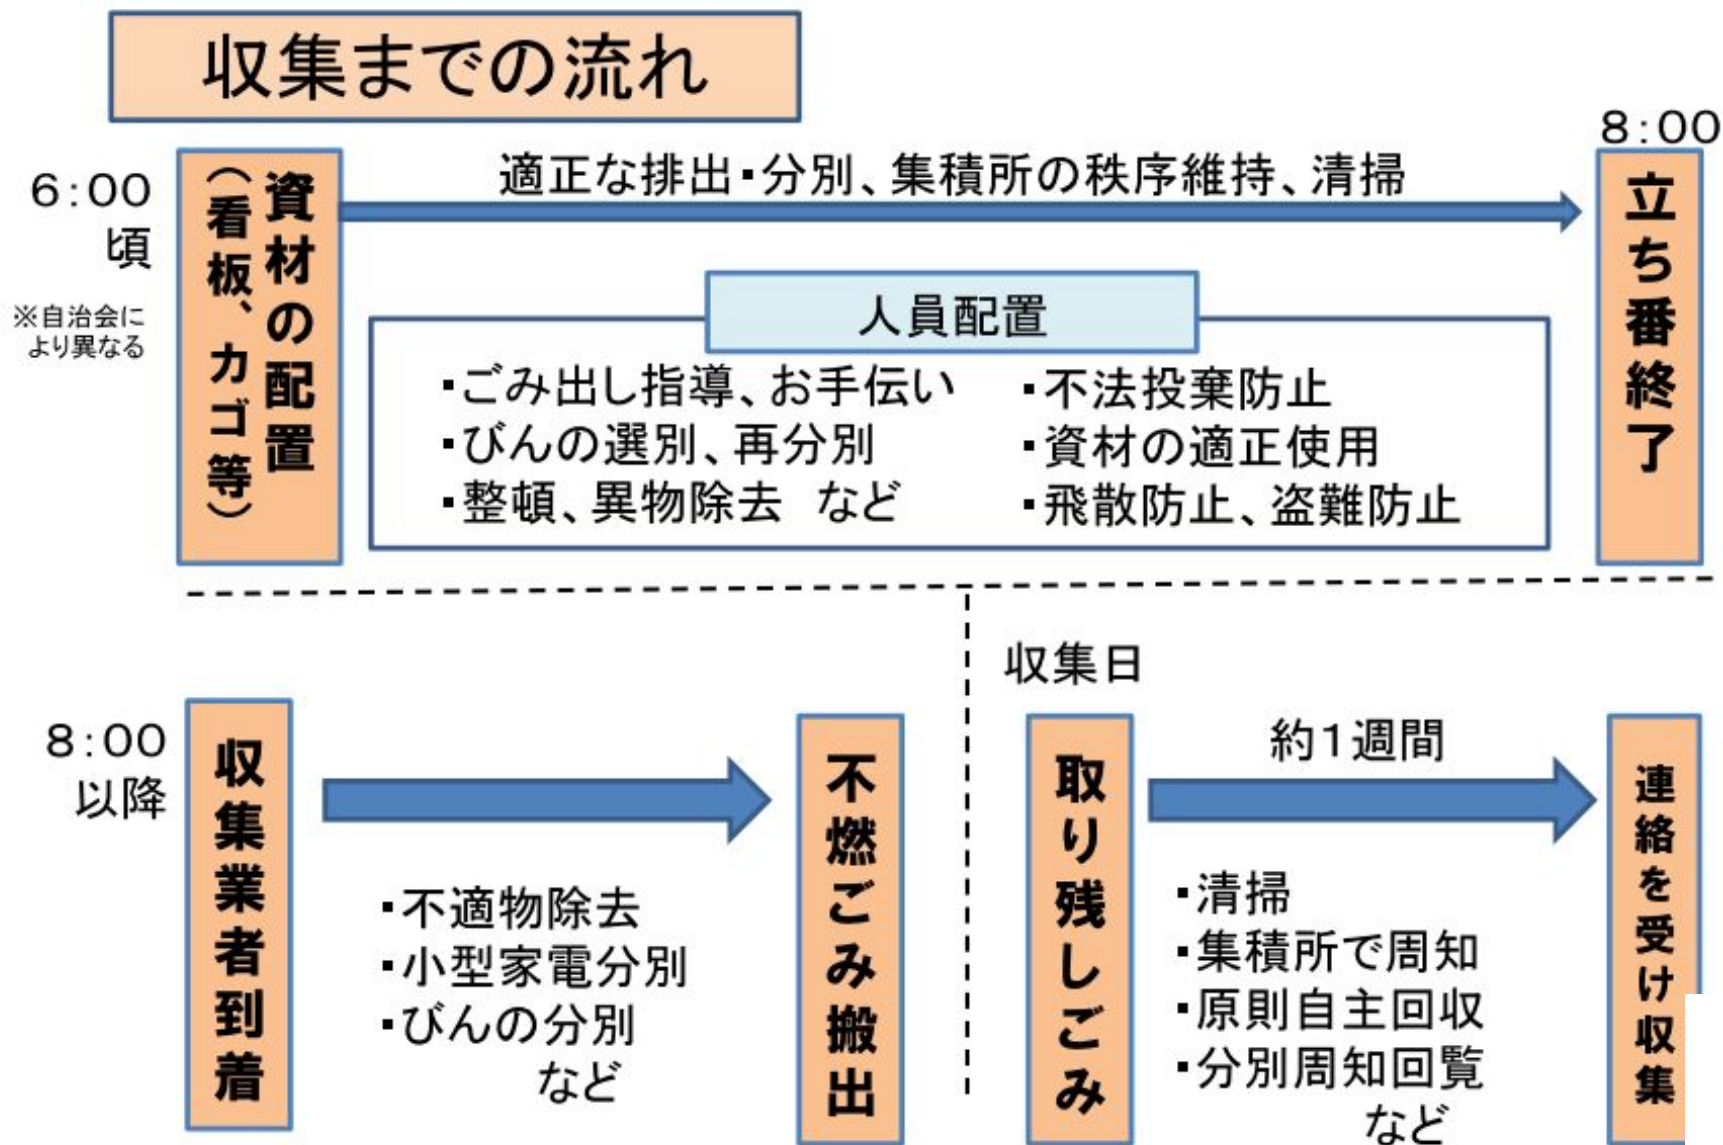 収集までの流れ
6:00
頃
※自治会に
より異なる
資材の配置
(看板、カゴ等)
適正な排出・分別、集積所の秩序維持、清掃
8:00
立ち番終了
人員配置
・ごみ出し指導、お手伝い
・びんの選別、再分別
・整頓、異物除去 など
・不法投棄防止
・資材の適正使用
・飛散防止、盗難防止
8:00
以降
収集業者到着
・不適物除去
・小型家電分別
・びんの分別
など
不燃ごみ搬出
収集日
取り残しごみ
約1週間
・清掃
・集積所で周知
・原則自主回収
・分別周知回覧
など
連絡を受け収集